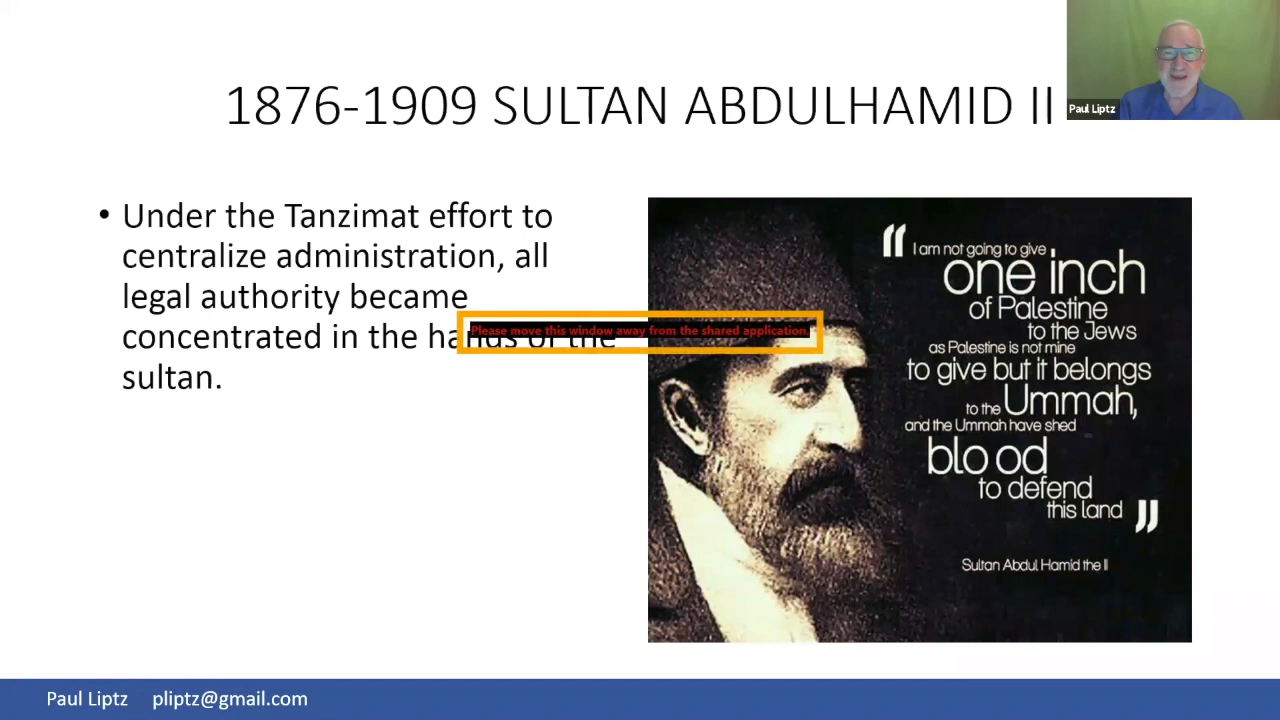 1876-1909 SULTAN ABDULHAMID II
Paul Liptz
• Under the Tanzimat effort to
centralize administration, all
legal authority became
concentrated in the hands of the
sultan.
Please move this window away from the shared application.
“ I am not going to give
one inch
of Palestine
to the Jews
as Palestine is not mine
to give but it belongs
to the Ummah,
and the Ummah have shed
blood
to defend
this land ”
Sultan Abdul Hamid the II
Paul Liptz pliptz@gmail.com